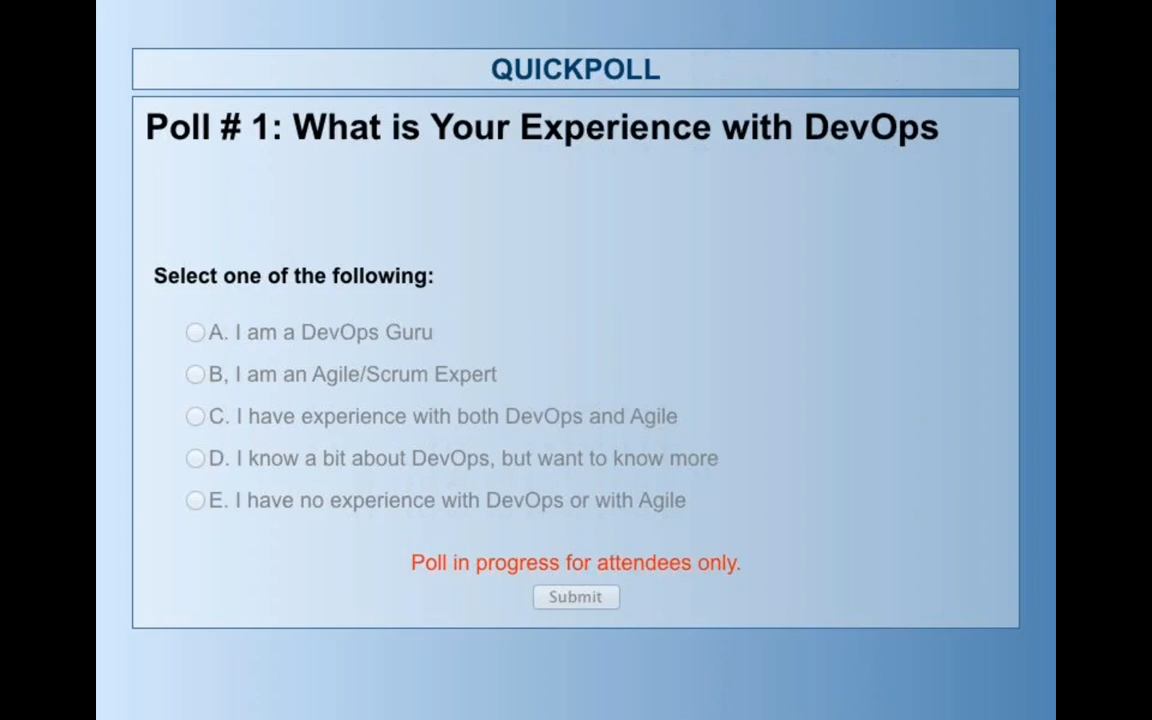 QUICKPOLL
Poll # 1: What is Your Experience with DevOps
Select one of the following:
A. I am a DevOps Guru
B, I am an Agile/Scrum Expert
C. I have experience with both DevOps and Agile
D. I know a bit about DevOps, but want to know more
E. I have no experience with DevOps or with Agile
Poll in progress for attendees only.
Submit